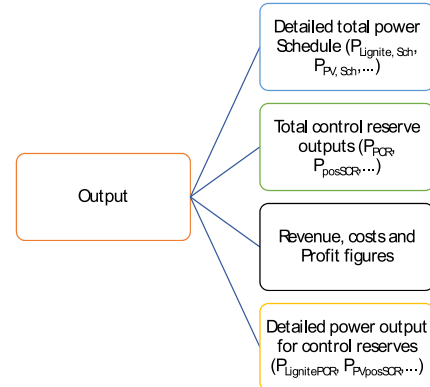 Detailed total power
Schedule (PLignite, Sch,
PPV, Sch,...)
Total control reserve
outputs (PPCR,
PposSCR,...)
Output
Revenue, costs and
Profit figures
Detailed power output
for control reserves
(PLignitePCR, PPVposSCR,...)